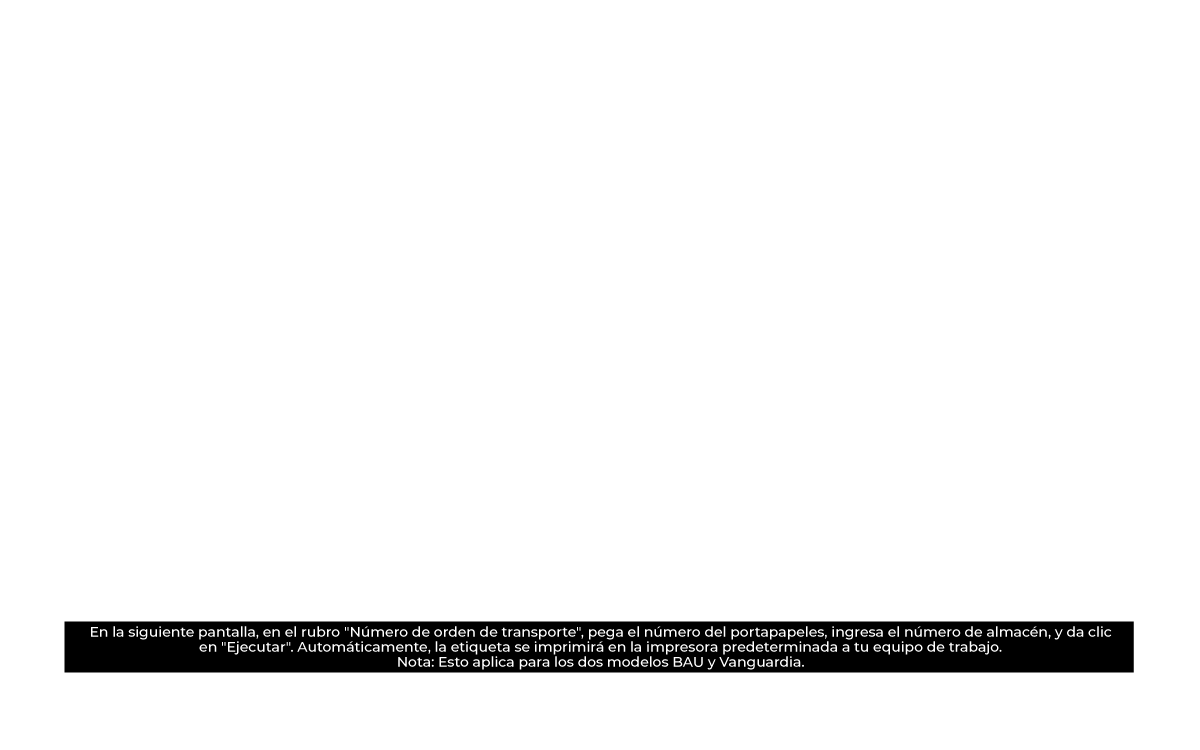 En la siguiente pantalla, en el rubro "Número de orden de transporte", pega el número del portapapeles, ingresa el número de almacén, y da clic
en "Ejecutar". Automáticamente, la etiqueta se imprimirá en la impresora predeterminada a tu equipo de trabajo.
Nota: Esto aplica para los dos modelos BAU y Vanguardia.